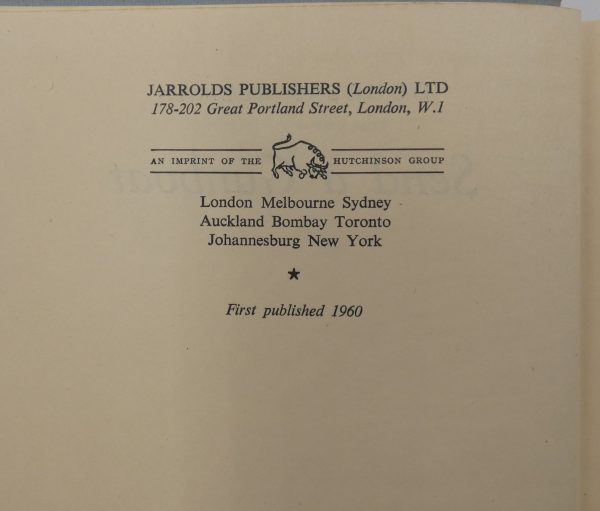 JARROLDS PUBLISHERS (London) LTD
178-202 Great Portland Street, London, W.1
AN IMPRINT OF THE HUTCHINSON GROUP
London Melbourne Sydney
Auckland Bombay Toronto
Johannesburg New York
First published 1960